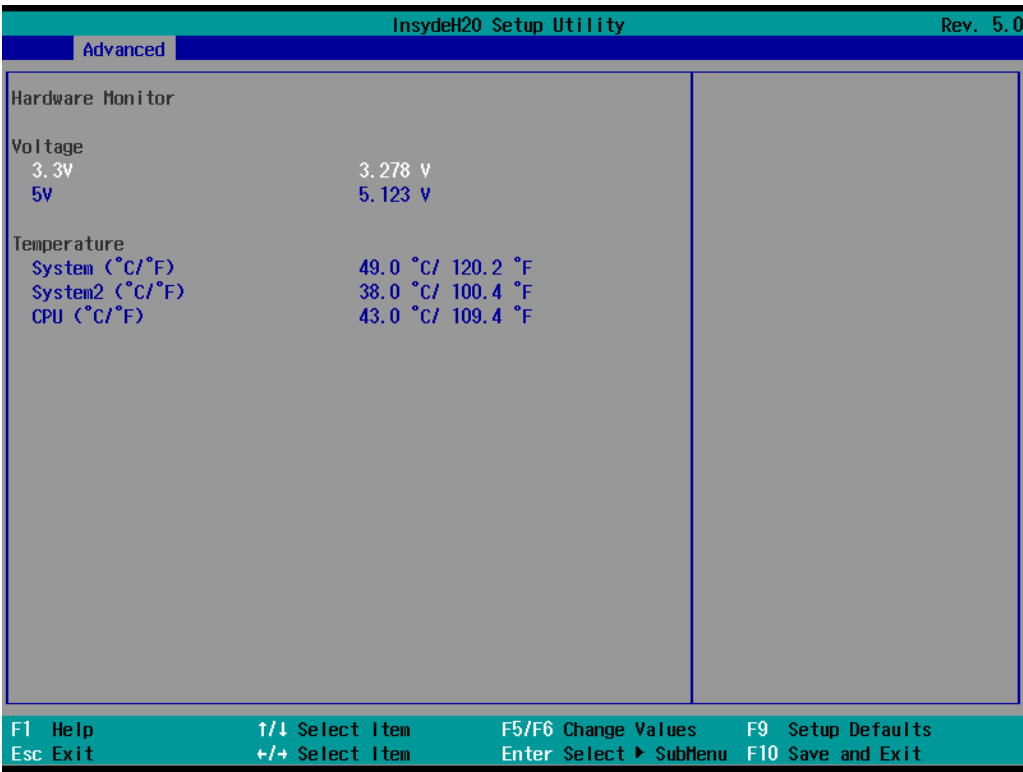 InsydeH20 Setup Utility Rev. 5.0
Advanced
Hardware Monitor
Voltage
3.3V 3.278 V
5V 5.123 V
Temperature
System (°C/°F) 49.0 °C/ 120.2 °F
System2 (°C/°F) 38.0 °C/ 100.4 °F
CPU (°C/°F) 43.0 °C/ 109.4 °F
F1 Help ↑/↓ Select Item F5/F6 Change Values F9 Setup Defaults
Esc Exit ←/→ Select Item Enter Select ▶ SubMenu F10 Save and Exit